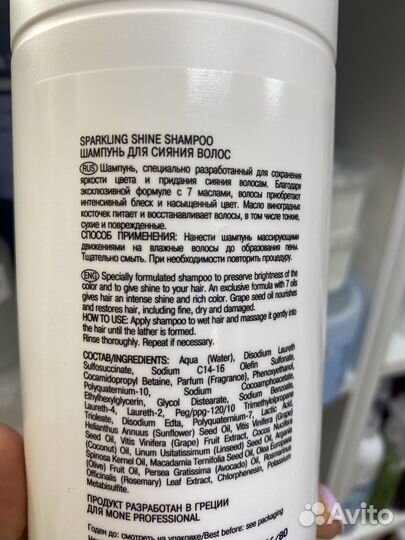 SPARKLING SHINE SHAMPOO
ШАМПУНЬ ДЛЯ СИЯНИЯ ВОЛОС
RUS Шампунь, специально разработанный для сохранения
яркости цвета и придания сияния волосам. Благодаря
эксклюзивной формуле с 7 маслами, волосы приобретают
интенсивный блеск и насыщенный цвет. Масло виноградных
косточек питает и восстанавливает волосы, в том числе тонкие,
сухие и поврежденные.
СПОСОБ ПРИМЕНЕНИЯ: Нанести шампунь массирующими
движениями на влажные волосы до образования пены.
Тщательно смыть. При необходимости повторить процедуру.
ENG Specially formulated shampoo to preserve brightness of the
color and to give shine to your hair. An exclusive formula with 7 oils
gives hair an intense shine and rich color. Grape seed oil nourishes
and restores hair, including fine, dry and damaged.
HOW TO USE: Apply shampoo to wet hair and massage it gently into
the hair until the lather is formed.
Rinse thoroughly. Repeat if necessary.
СОСТАВ/INGREDIENTS: Aqua (Water), Disodium Laureth
Sulfosuccinate, Sodium C14-16 Olefin Sulfonate,
Cocamidopropyl Betaine, Parfum (Fragrance), Phenoxyethanol,
Polyquaternium-10, Sodium Cocoamphoacetate,
Ethylhexylglycerin, Glycol Distearate, Sodium Benzoate,
Laureth-4, Laureth-2, Peg/ppg-120/10 Trimethylolpropane
Trioleate, Disodium Edta, Polyquaternium-7, Lactic Acid,
Helianthus Annuus (Sunflower) Seed Oil, Vitis Vinifera (Grape)
Seed Oil, Vitis Vinifera (Grape) Fruit Extract, Cocos Nucifera
(Coconut) Oil, Linum Usitatissimum (Linseed) Seed Oil, Argania
Spinosa Kernel Oil, Macadamia Ternifolia Seed Oil, Olea Europaea
(Olive) Fruit Oil, Persea Gratissima (Avocado) Oil, Rosmarinus
Officinalis (Rosemary) Leaf Extract, Chlorphenesin, Potassium
Metabisulfite.
ПРОДУКТ РАЗРАБОТАН В ГРЕЦИИ
ДЛЯ MONE PROFESSIONAL
Годен до: смотреть на упаковке/Best before: see packaging
Avito